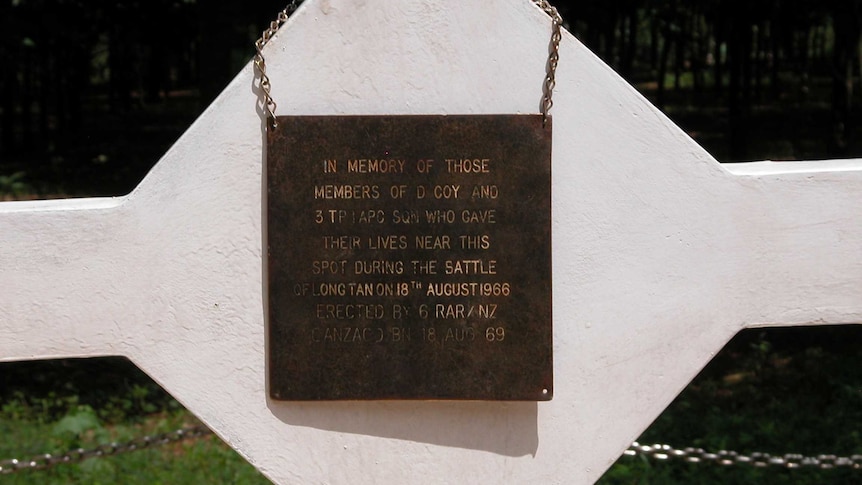 IN MEMORY OF THOSE
MEMBERS OF D COY AND
3 TP 1 APC SQN WHO GAVE
THEIR LIVES NEAR THIS
SPOT DURING THE BATTLE
OF LONG TAN ON 18TH AUGUST 1966
ERECTED BY 6 RAR/NZ
(ANZAC) BN 18 AUG 69